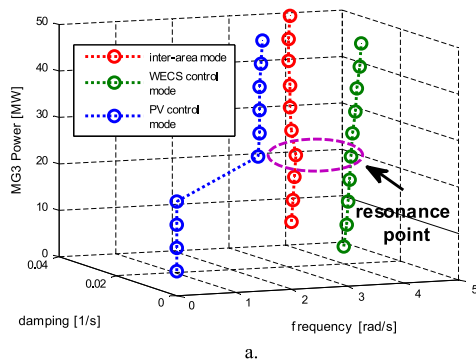 50
40
30
20
10
0
MG3 Power [MW]
inter-area mode
WECS control
mode
PV control
mode
resonance
point
0.04
0.02
0
damping [1/s]
0
1
2
3
4
5
frequency [rad/s]
a.